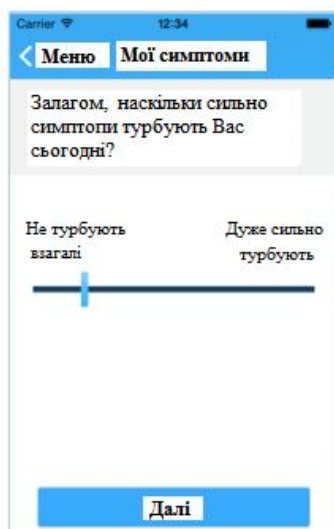 Carrier 12:34
Меню Мої симптоми
Залагом, наскільки сильно
симптопи турбують Вас
сьогодні?
Не турбують
взагалі
Дуже сильно
турбують
Далі